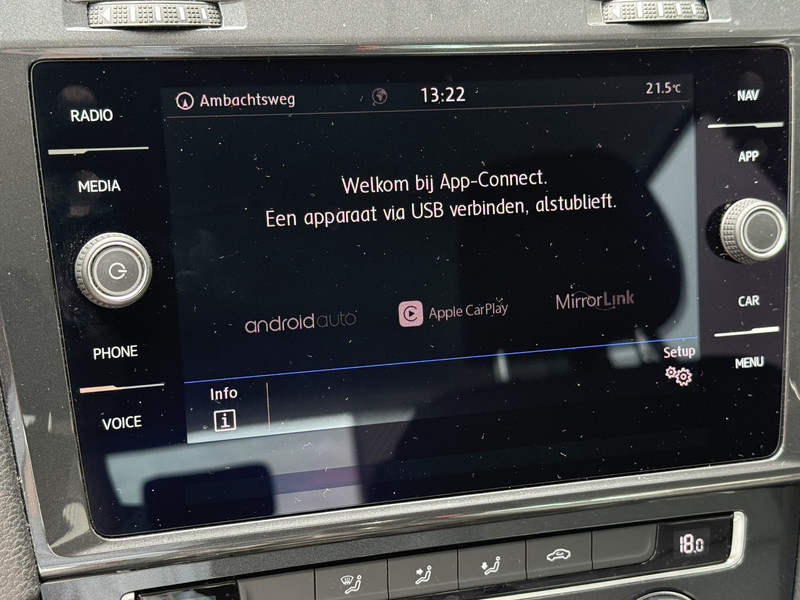 RADIO
MEDIA
PHONE
VOICE
Ambachtsweg
13:22
21.5°C
Welkom bij App-Connect.
Een apparaat via USB verbinden, alstublieft.
androidauto
Apple CarPlay
MirrorLink
Info
i
Setup
NAV
APP
CAR
MENU
18.0